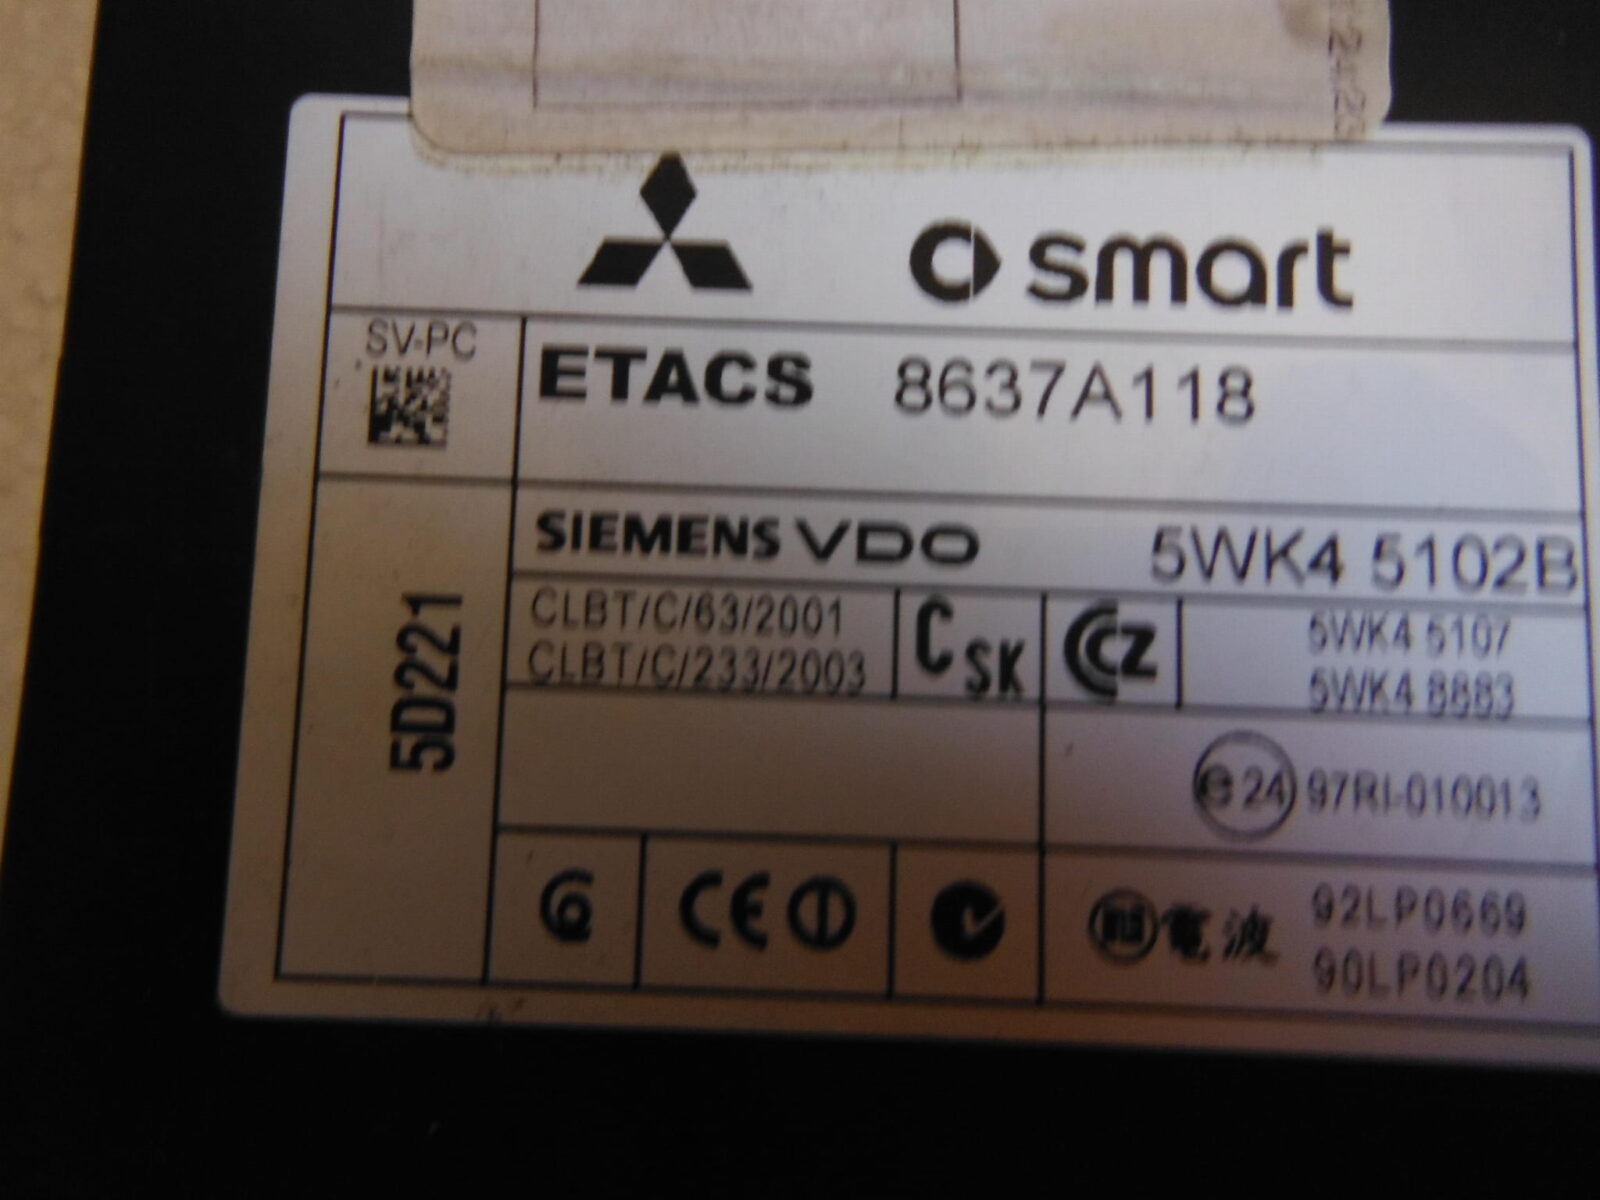 smart
SV-PC
ETACS 8637A118
SIEMENS VDO 5WK4 5102B
5D221
CLBT/C/63/2001
CLBT/C/233/2003
C SK
CCZ
5WK4 5107
5WK4 8883
e 24 97RI-010013
CE
電波
92LP0669
90LP0204